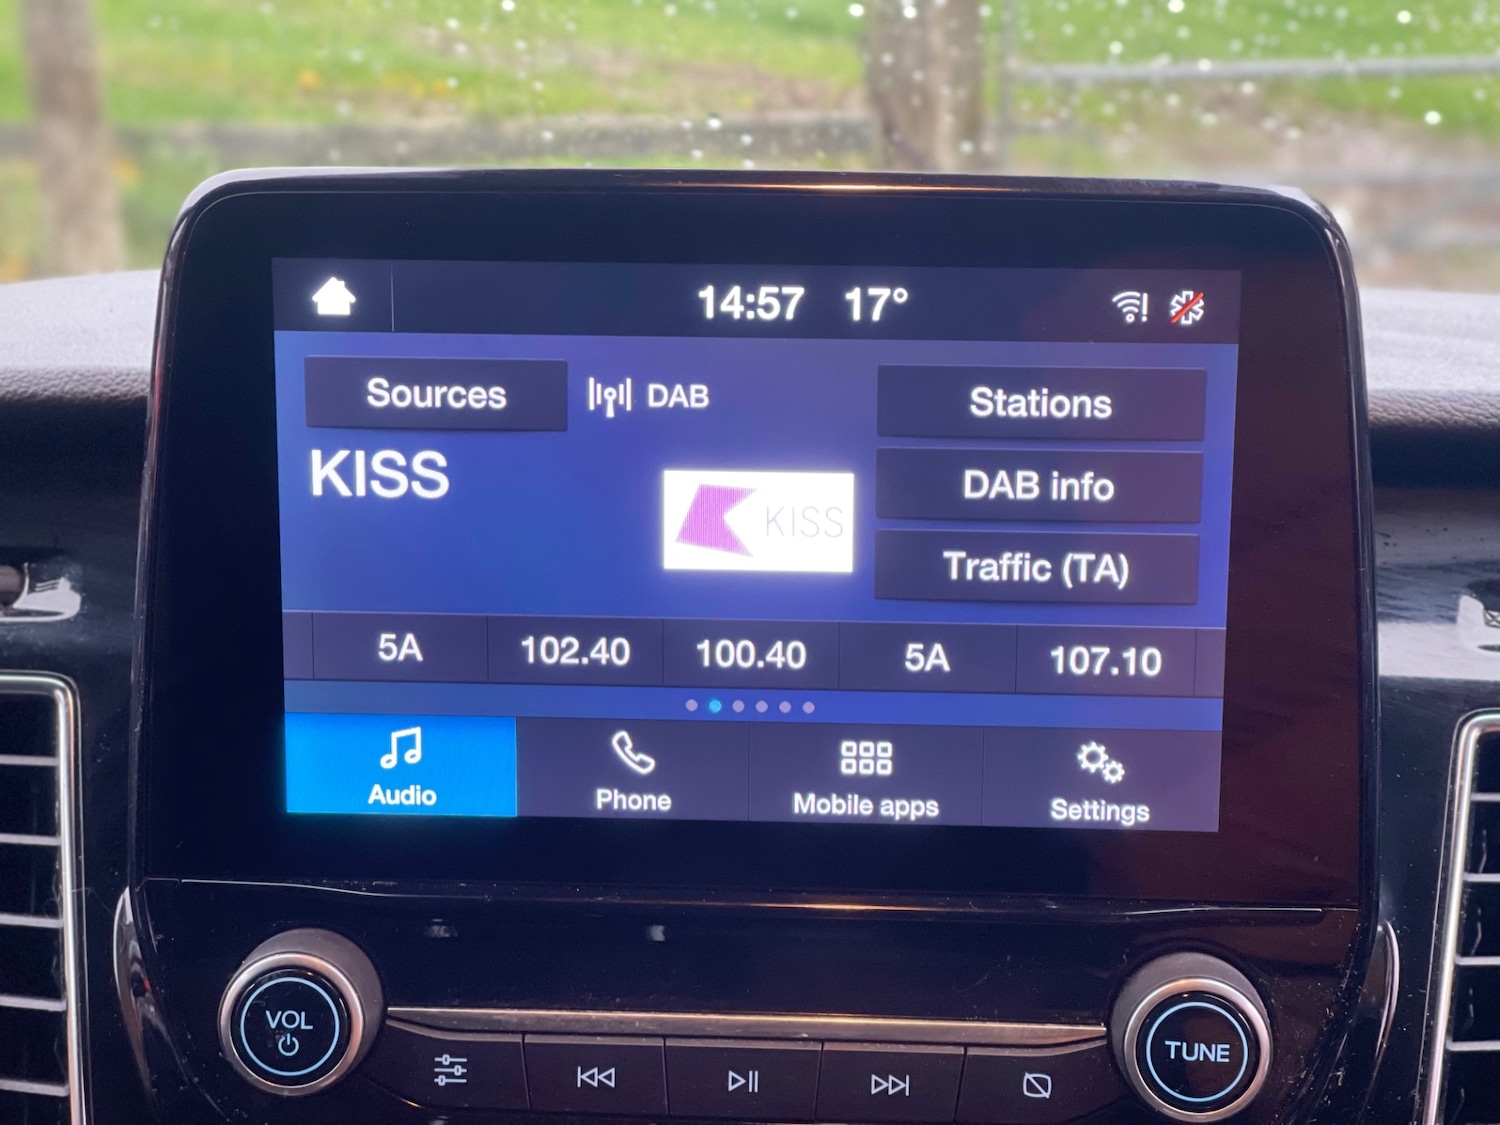 14:57 17°
Sources
DAB
Stations
KISS
KISS
DAB info
Traffic (TA)
5A
102.40
100.40
5A
107.10
Audio
Phone
Mobile apps
Settings
VOL
TUNE